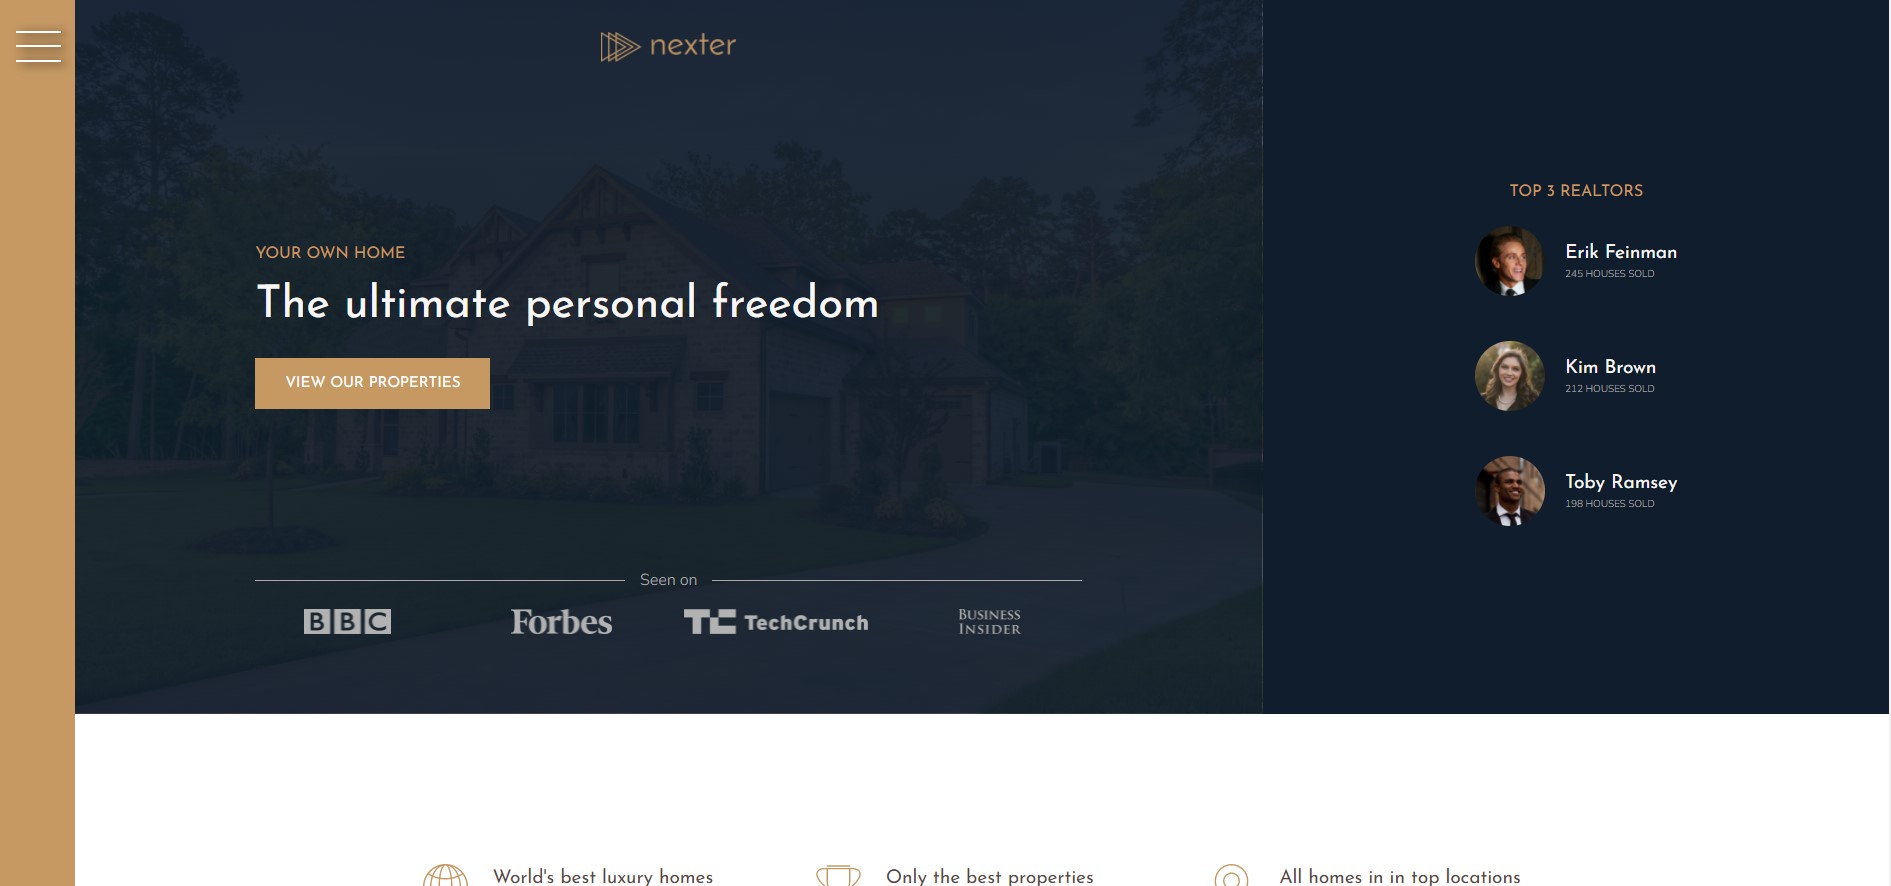 nexter
YOUR OWN HOME
The ultimate personal freedom
VIEW OUR PROPERTIES
Seen on
BBC
Forbes
TC TechCrunch
BUSINESS
INSIDER
TOP 3 REALTORS
Erik Feinman
245 HOUSES SOLD
Kim Brown
212 HOUSES SOLD
Toby Ramsey
198 HOUSES SOLD
World's best luxury homes
Only the best properties
All homes in in top locations